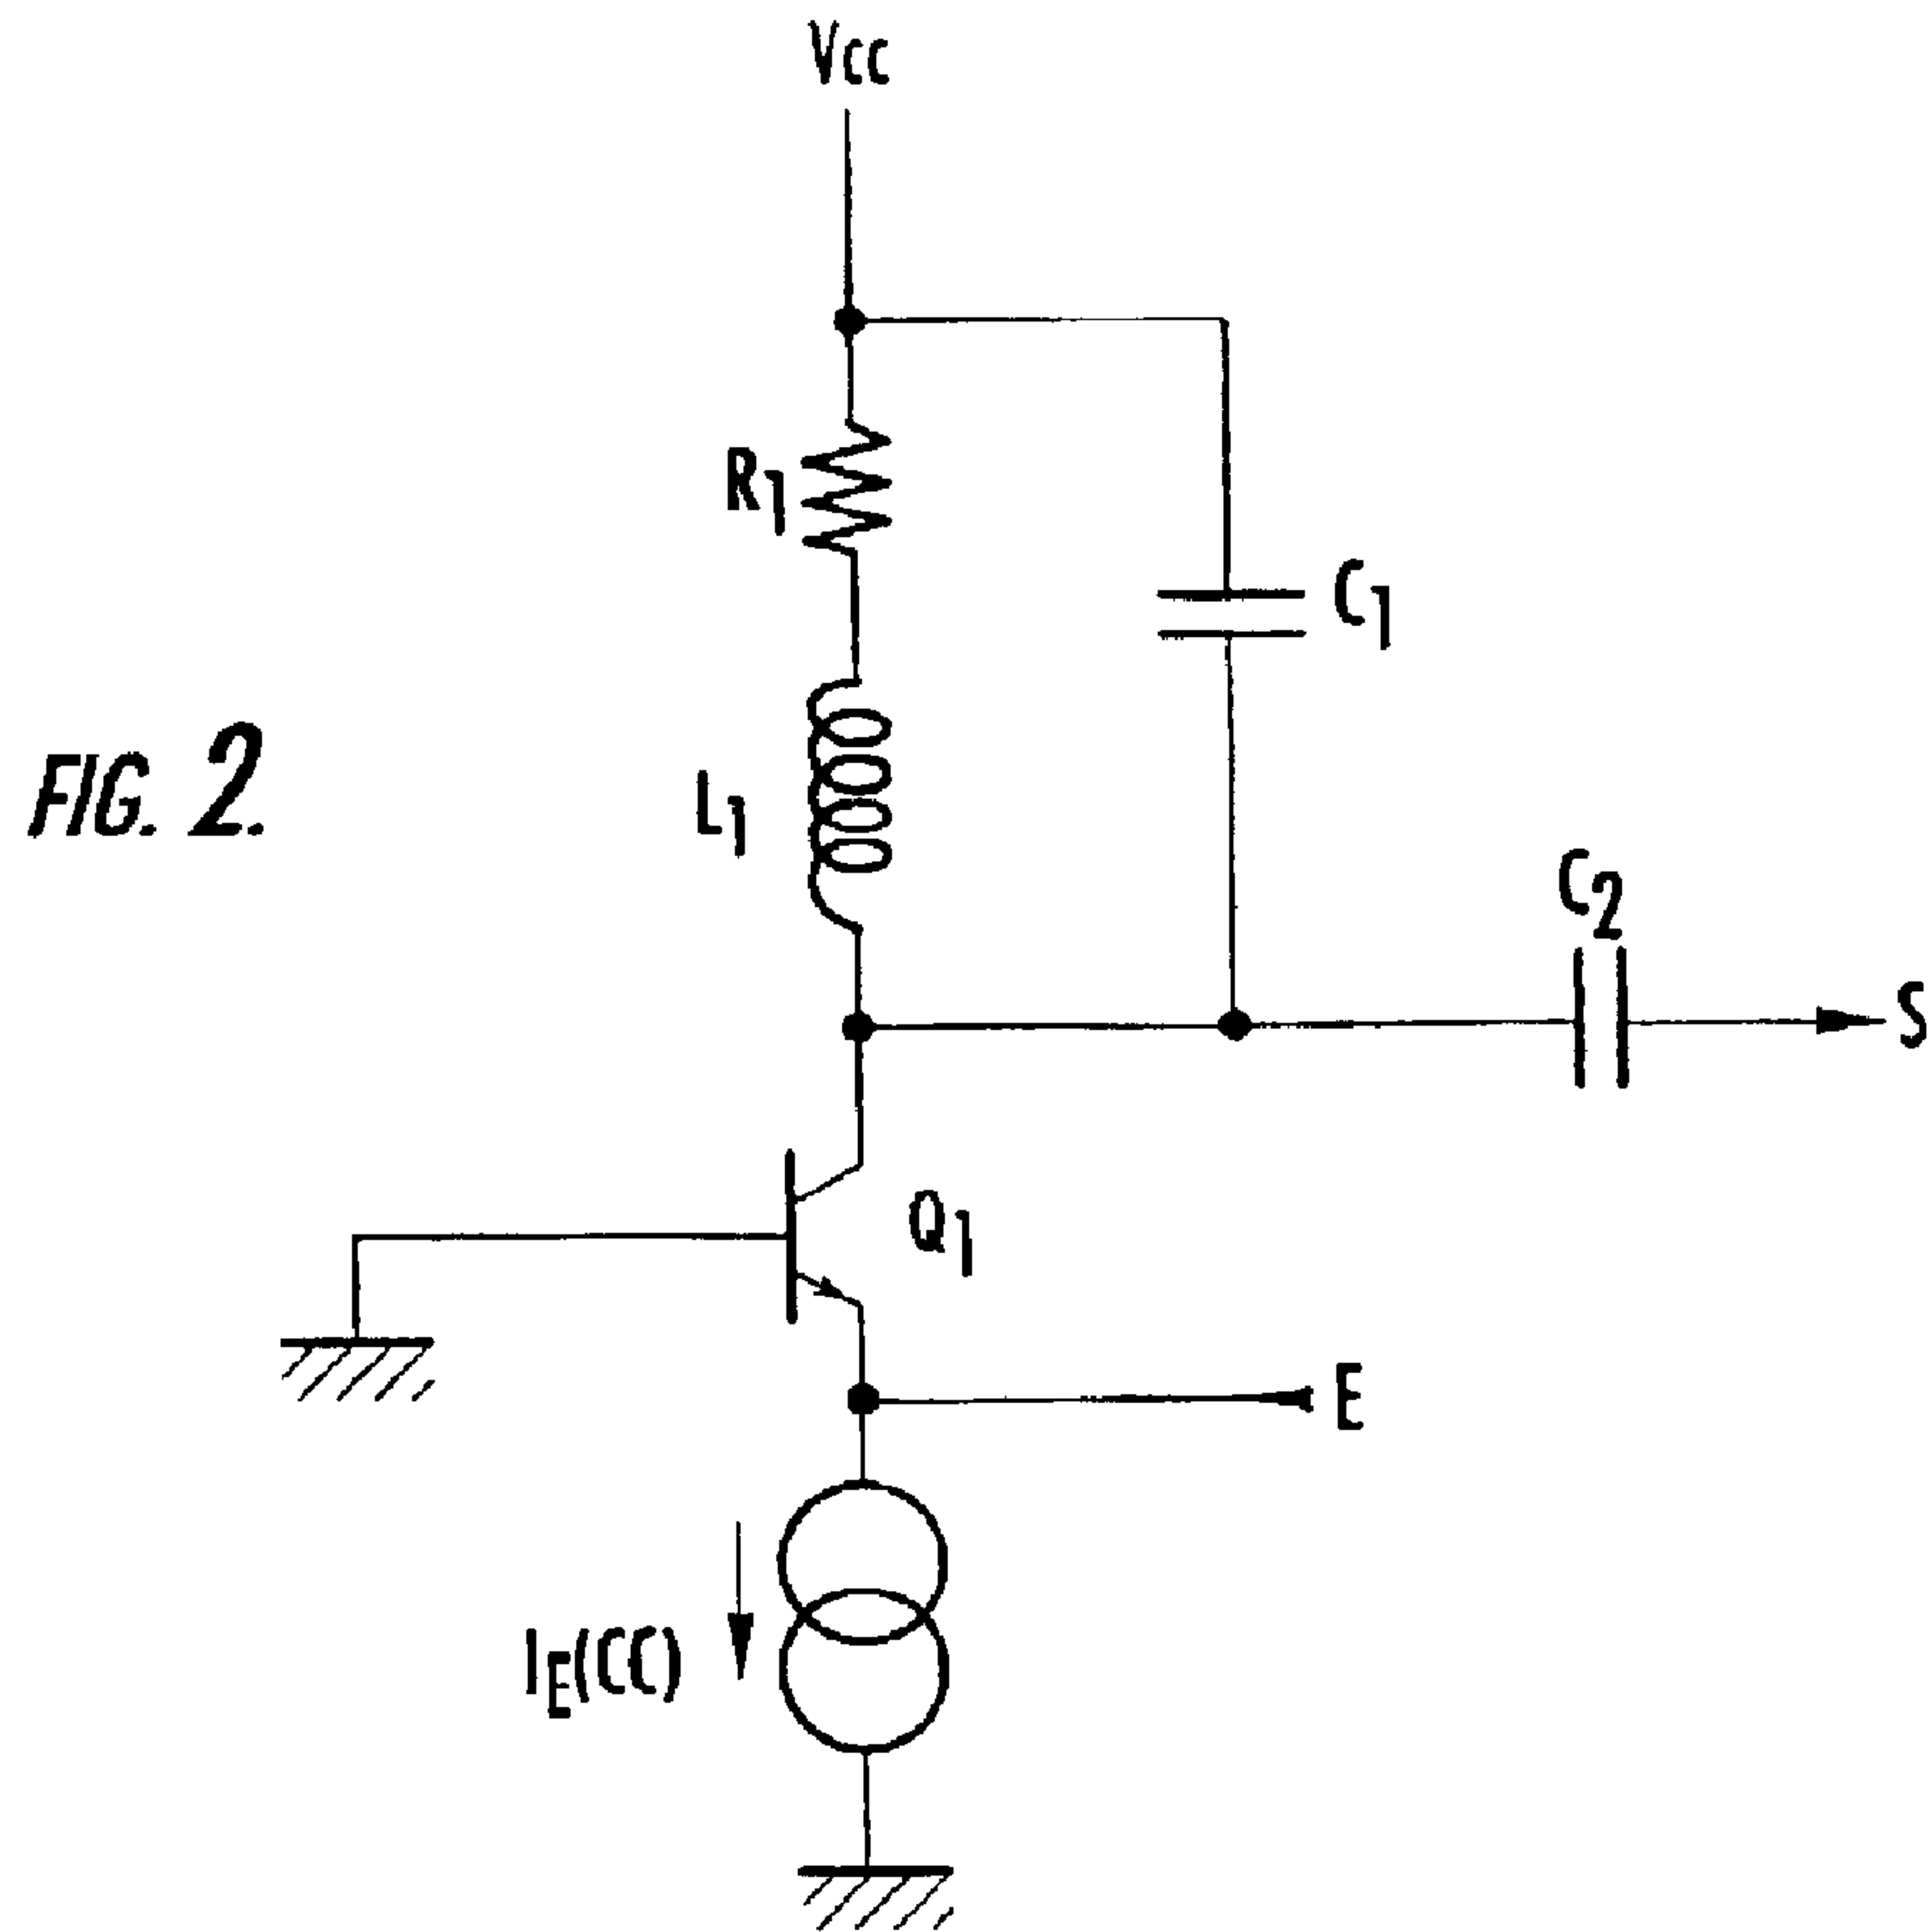 Vcc
R1
C1
FIG. 2.
L1
C2
S
Q1
E
IE(CC)